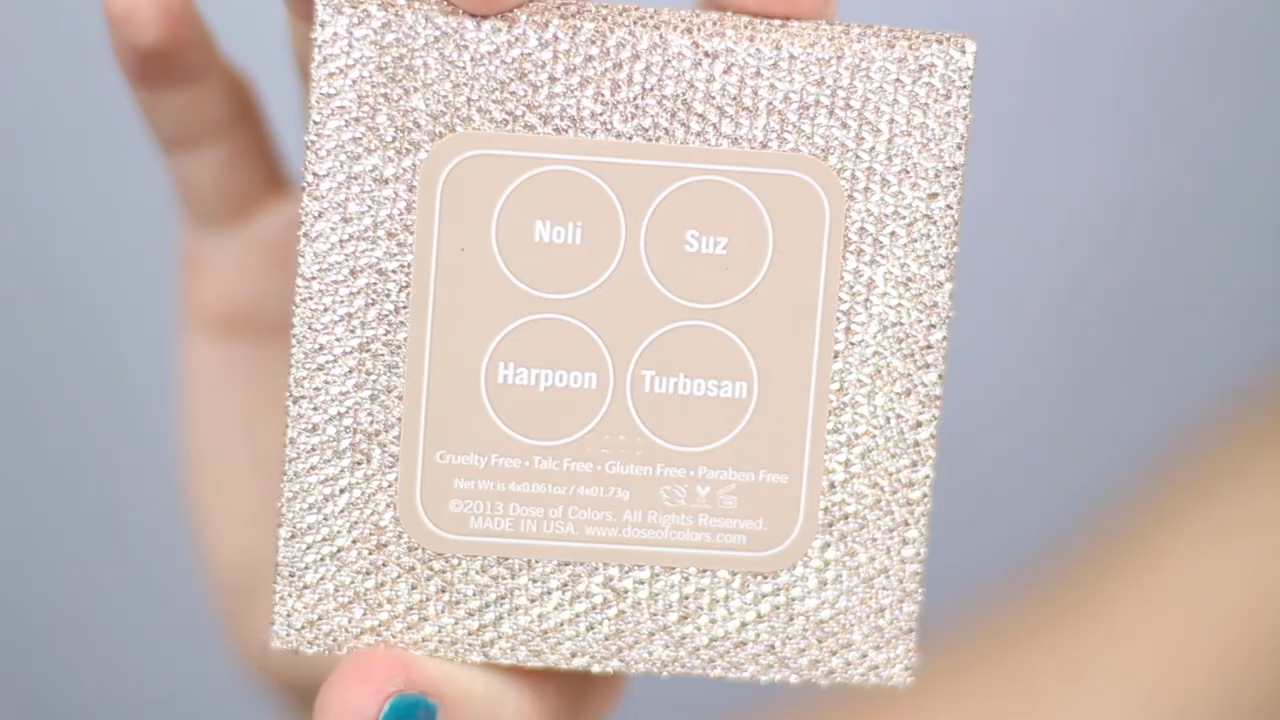 Noli
Suz
Harpoon
Turbosan
Cruelty Free • Talc Free • Gluten Free • Paraben Free
Net Wt is 4x0.061oz / 4x01.73g
©2013 Dose of Colors. All Rights Reserved.
MADE IN USA. www.doseofcolors.com